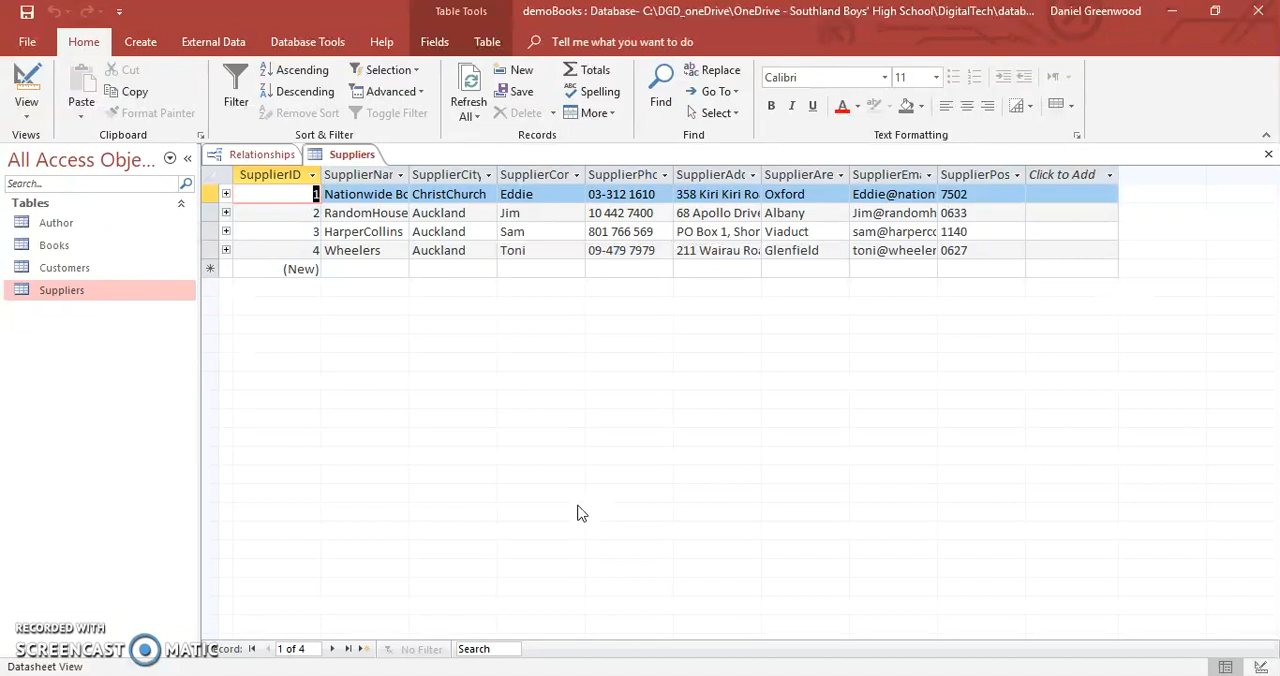 Table Tools
demoBooks : Database- C:\DGD_oneDrive\OneDrive - Southland Boys' High School\DigitalTech\datab...
Daniel Greenwood
File Home Create External Data Database Tools Help Fields Table Tell me what you want to do
View
Paste
Cut
Copy
Format Painter
Filter
Ascending
Descending
Remove Sort
Selection
Advanced
Toggle Filter
Refresh
All
New
Save
Delete
Totals
Spelling
More
Find
Replace
Go To
Select
Calibri 11
B I U A
Views Clipboard Sort & Filter Records Find Text Formatting
All Access Obje...
Search...
Tables
Author
Books
Customers
Suppliers
Relationships Suppliers
SupplierID SupplierNar SupplierCity SupplierCor SupplierPho SupplierAdd SupplierAre SupplierEma SupplierPos Click to Add
1 Nationwide Bo ChristChurch Eddie 03-312 1610 358 Kiri Kiri Ro Oxford Eddie@nation 7502
2 RandomHouse Auckland Jim 10 442 7400 68 Apollo Drive Albany Jim@randomh 0633
3 HarperCollins Auckland Sam 801 766 569 PO Box 1, Shor Viaduct sam@harperco 1140
4 Wheelers Auckland Toni 09-479 7979 211 Wairau Roa Glenfield toni@wheeler 0627
(New)
RECORDED WITH
SCREENCAST MATIC
Record: 1 of 4 No Filter Search
Datasheet View